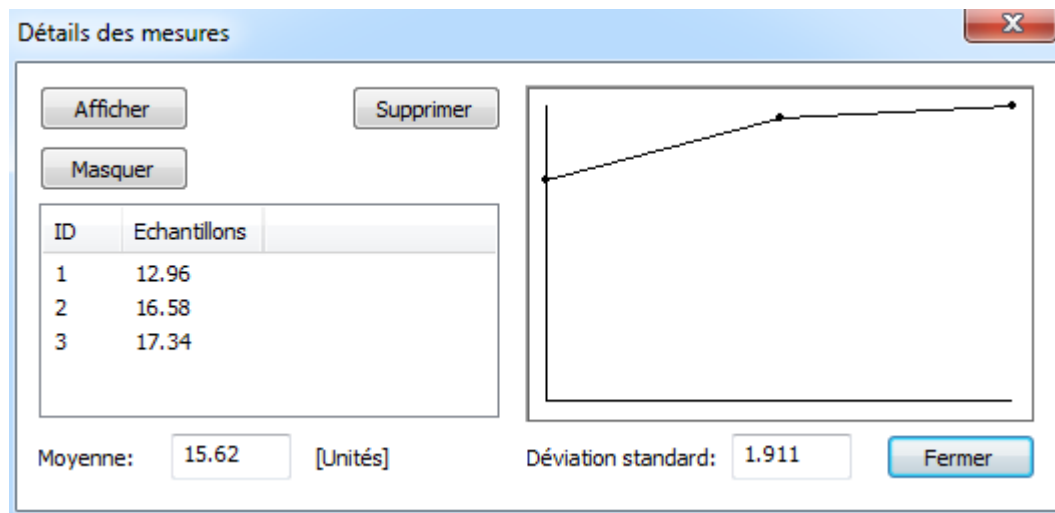 Détails des mesures
Afficher
Supprimer
Masquer
ID Echantillons
1 12.96
2 16.58
3 17.34
Moyenne: 15.62 [Unités] Déviation standard: 1.911 Fermer